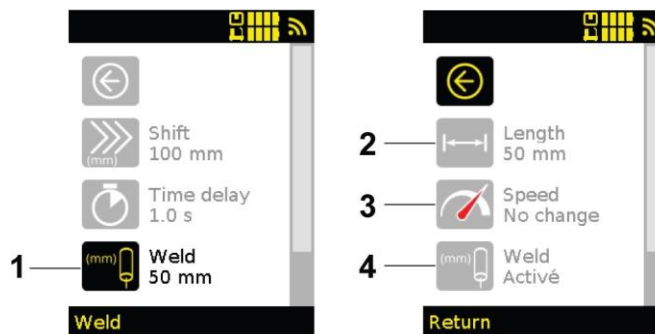 (mm)
Shift
100 mm
Time delay
1.0 s
1
(mm)
Weld
50 mm
Weld
2
Length
50 mm
3
Speed
No change
4
(mm)
Weld
Activé
Return